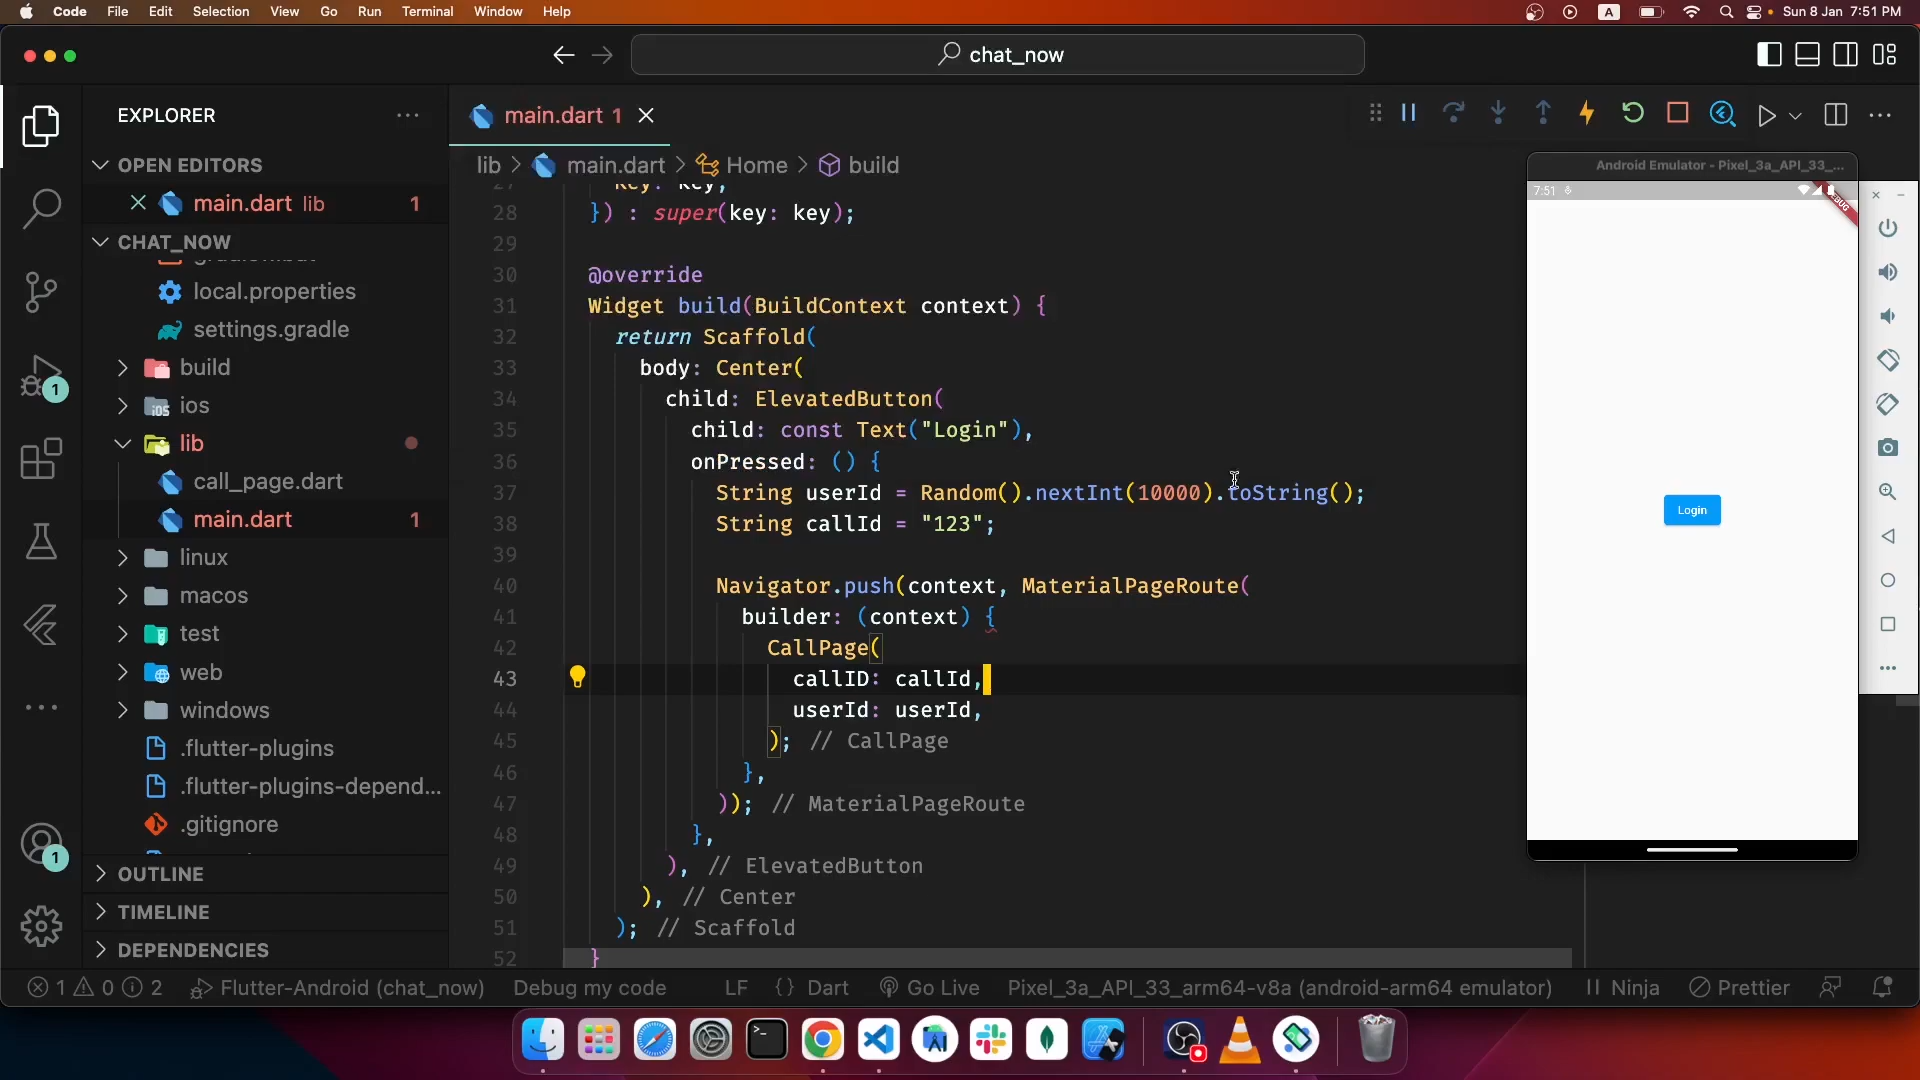 Code File Edit Selection View Go Run Terminal Window Help
A Sun 8 Jan 7:51 PM
chat_now
EXPLORER
main.dart 1
OPEN EDITORS
main.dart lib 1
CHAT_NOW
local.properties
settings.gradle
build
ios
lib
call_page.dart
main.dart 1
linux
macos
test
web
windows
.flutter-plugins
.flutter-plugins-depend...
.gitignore
OUTLINE
TIMELINE
DEPENDENCIES
1
1
lib > main.dart > Home > build
28 }) : super(key: key);
29
30 @override
31 Widget build(BuildContext context) {
32 return Scaffold(
33 body: Center(
34 child: ElevatedButton(
35 child: const Text("Login"),
36 onPressed: () {
37 String userId = Random().nextInt(10000).toString();
38 String callId = "123";
39
40 Navigator.push(context, MaterialPageRoute(
41 builder: (context) {
42 CallPage(
43 callID: callId,
44 userId: userId,
45 ); // CallPage
46 },
47 )); // MaterialPageRoute
48 },
49 ), // ElevatedButton
50 ), // Center
51 ); // Scaffold
52 }
Android Emulator - Pixel_3a_API_33_...
7:51
DEBUG
Login
1 0 2 Flutter-Android (chat_now) Debug my code LF {} Dart Go Live Pixel_3a_API_33_arm64-v8a (android-arm64 emulator) Ninja Prettier